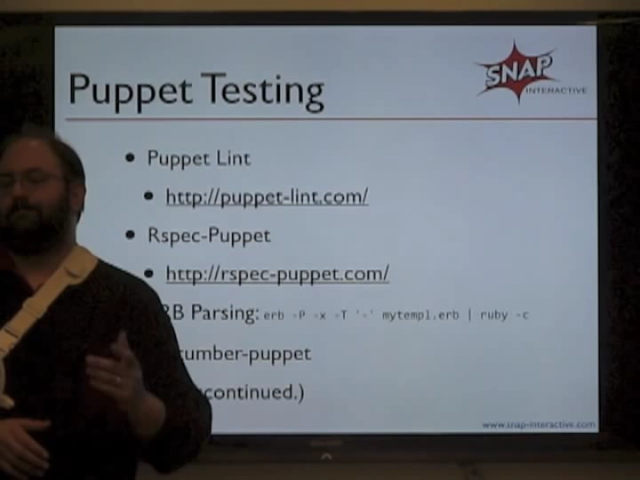 Puppet Testing
SNAP
INTERACTIVE
Puppet Lint
http://puppet-lint.com/
Rspec-Puppet
http://rspec-puppet.com/
RB Parsing: erb -P -x -T '-' mytempl.erb | ruby -c
cumber-puppet
continued.)
www.snap-interactive.com